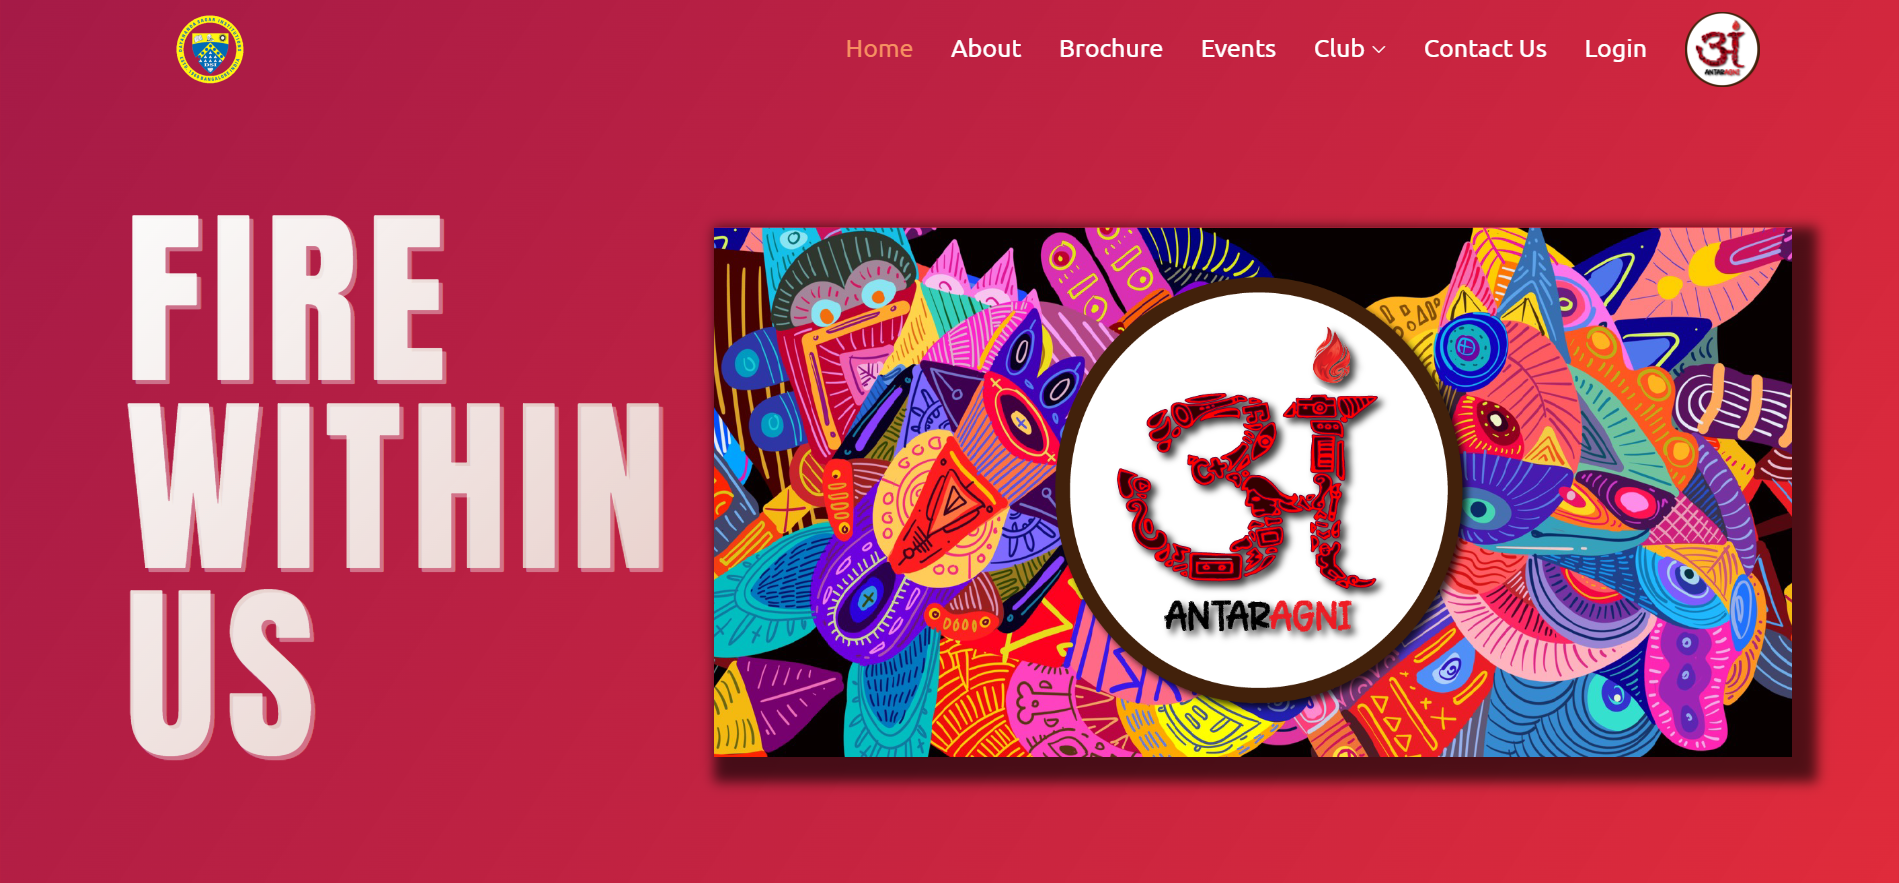 Home About Brochure Events Club Contact Us Login
अं
ANTARAGNI
FIRE
WITHIN
US
अं
ANTARAGNI